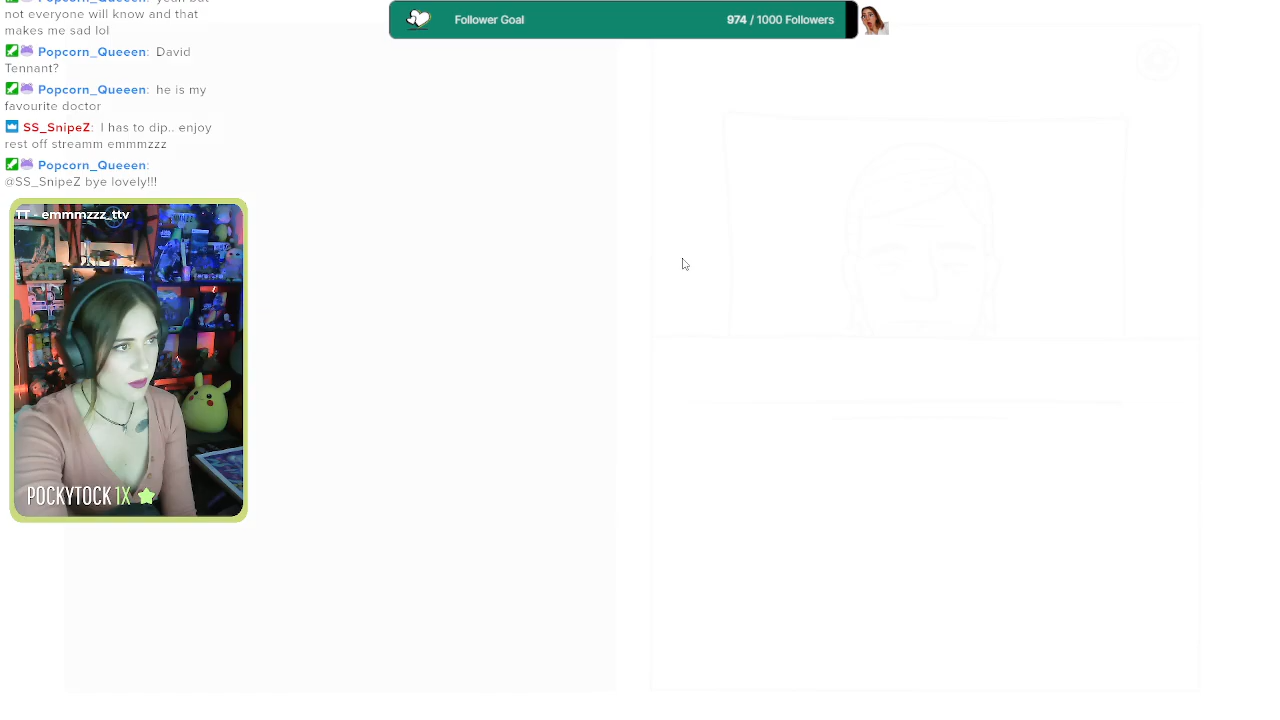 yeah but
not everyone will know and that
makes me sad lol
Popcorn_Queeen: David
Tennant?
Popcorn_Queeen: he is my
favourite doctor
SS_SnipeZ: I has to dip.. enjoy
rest off streamm emmmzzz
Popcorn_Queeen:
@SS_SnipeZ bye lovely!!!
Follower Goal
974 / 1000 Followers
TT - emmmzzz_ttv
POCKYTOCK 1X